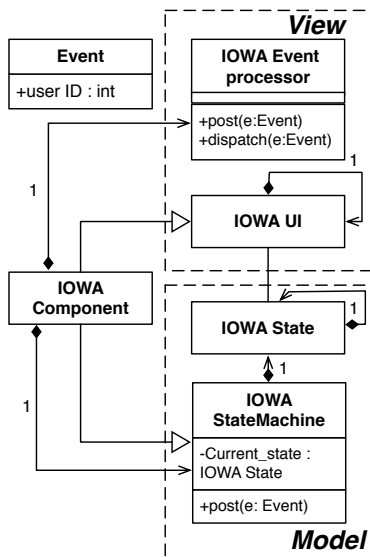 View
Event
+user ID : int
IOWA Event
processor
+post(e:Event)
+dispatch(e:Event)
1
1
IOWA UI
IOWA
Component
IOWA State
1
1
1
IOWA
StateMachine
-Current_state :
IOWA State
+post(e: Event)
Model